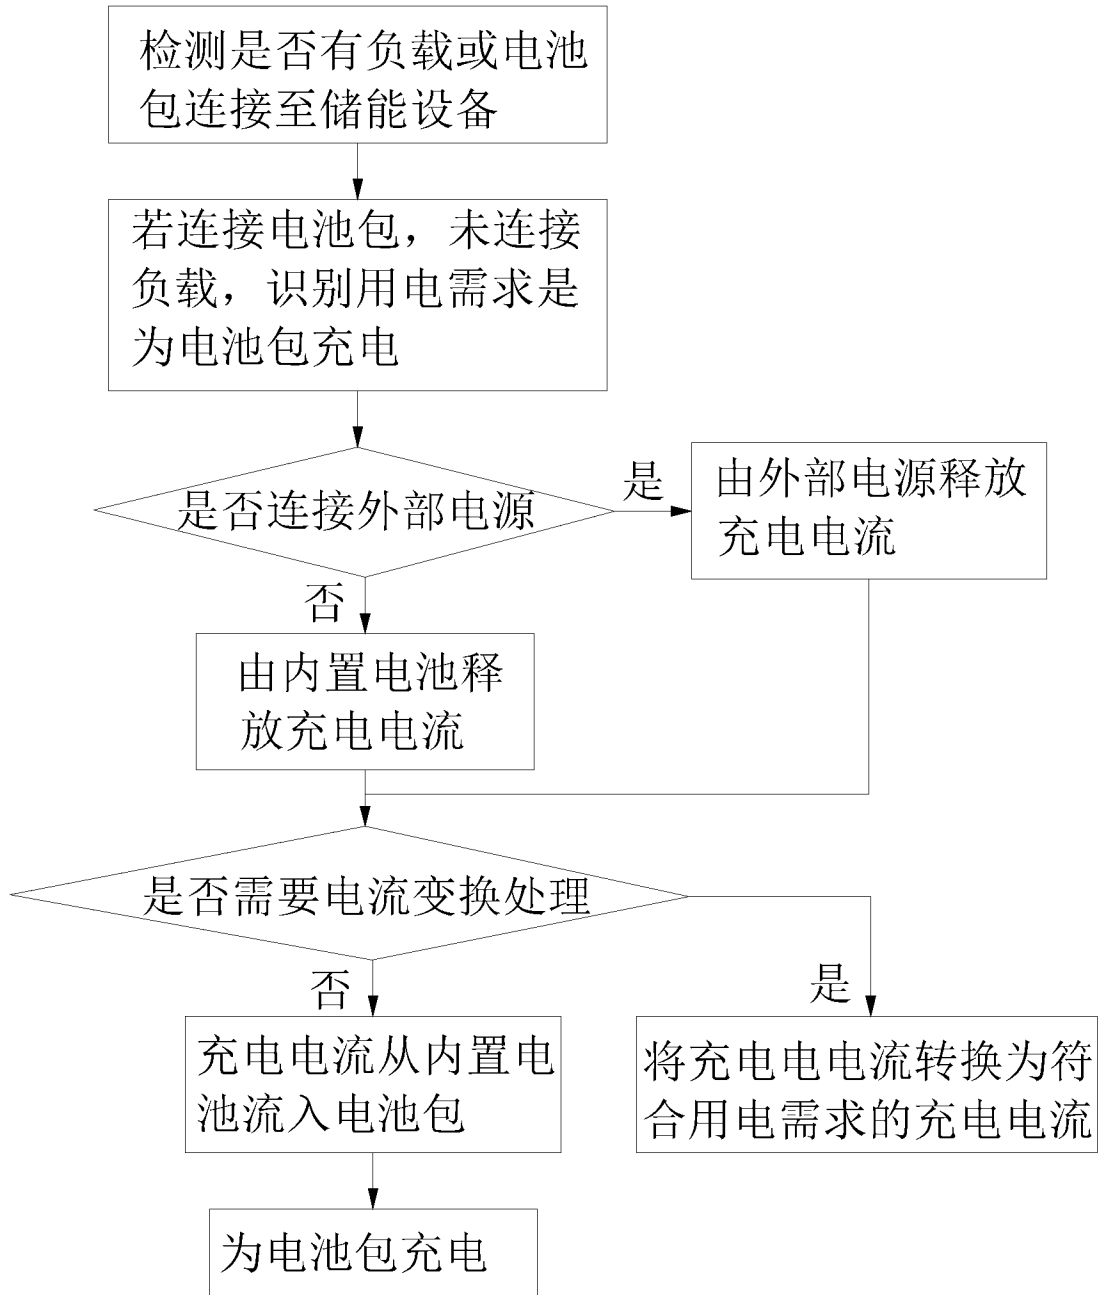 检测是否有负载或电池
包连接至储能设备
若连接电池包，未连接
负载，识别用电需求是
为电池包充电
是否连接外部电源
是
由外部电源释放
充电电流
否
由内置电池释
放充电电流
是否需要电流变换处理
否
是
充电电流从内置电
池流入电池包
将充电电电流转换为符
合用电需求的充电电流
为电池包充电